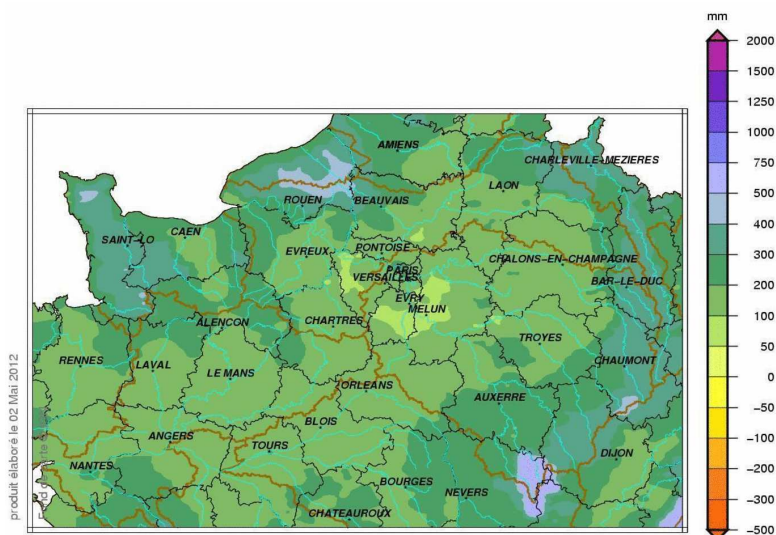 mm
2000
1500
1250
1000
750
500
400
300
200
100
50
0
-50
-100
-200
-300
-500
AMIENS
CHARLEVILLE-MEZIERES
LAON
ROUEN
BEAUVAIS
SAINT-LO
CAEN
EVREUX
PONTOISE
CHALONS-EN-CHAMPAGNE
PARIS
VERSAILLES
BAR-LE-DUC
EVRY
MELUN
ALENCON
CHARTRES
TROYES
RENNES
LAVAL
LE MANS
CHAUMONT
ORLEANS
AUXERRE
BLOIS
ANGERS
TOURS
DIJON
NANTES
BOURGES
NEVERS
CHATEAUROUX
produit élaboré le 02 Mai 2012